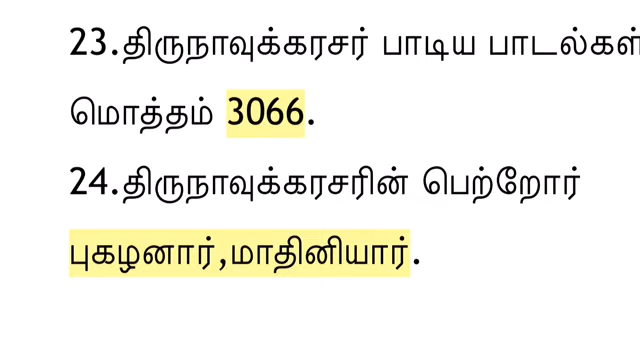 23.திருநாவுக்கரசர் பாடிய பாடல்கள்
மொத்தம் 3066.
24.திருநாவுக்கரசரின் பெற்றோர்
புகழனார்,மாதினியார்.